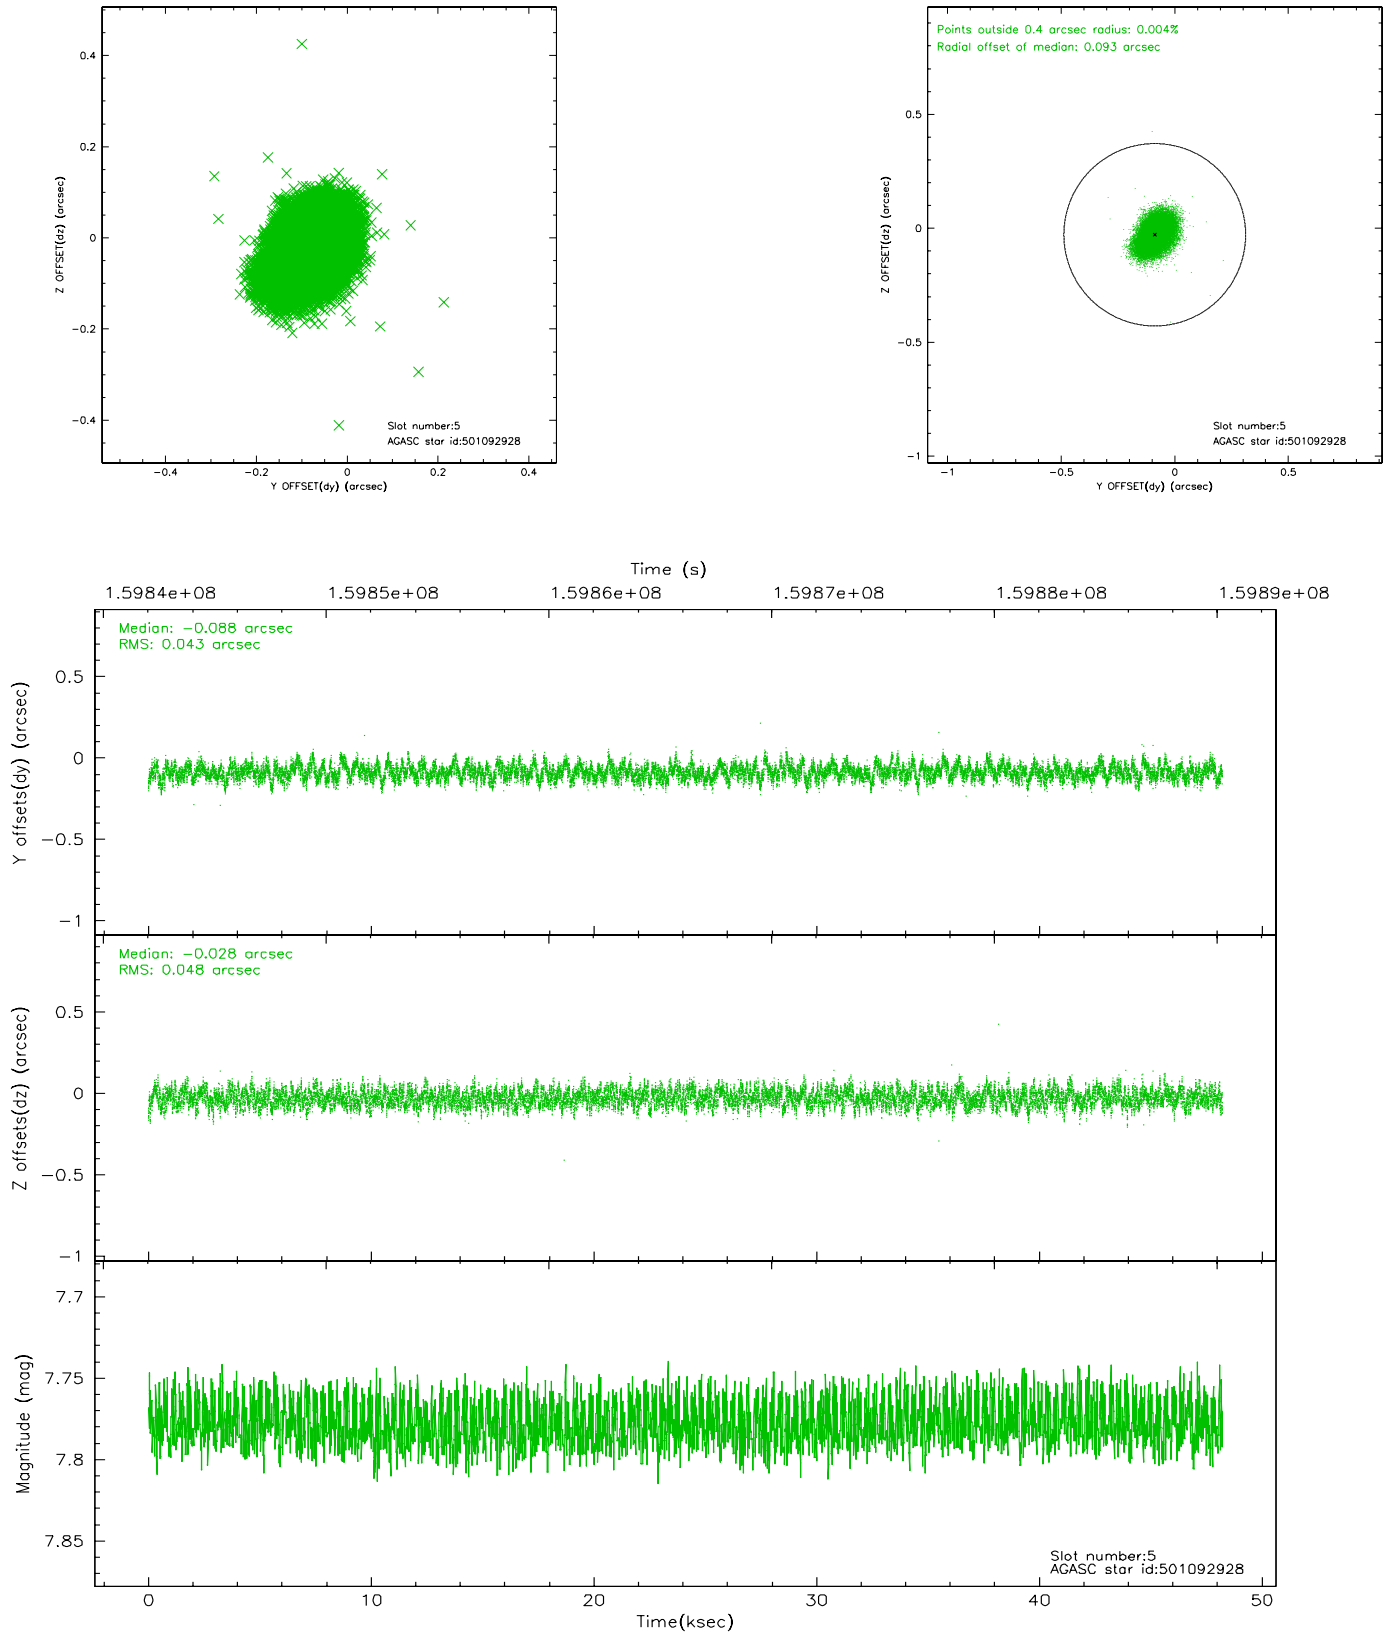 0.4
0.2
0
-0.2
-0.4
Z OFFSET(dz) (arcsec)
Slot number:5
AGASC star id:501092928
-0.4 -0.2 0 0.2 0.4
Y OFFSET(dy) (arcsec)
Points outside 0.4 arcsec radius: 0.004%
Radial offset of median: 0.093 arcsec
0.5
0
-0.5
-1
Z OFFSET(dz) (arcsec)
Slot number:5
AGASC star id:501092928
-1 -0.5 0 0.5
Y OFFSET(dy) (arcsec)
Time (s)
1.5984e+08 1.5985e+08 1.5986e+08 1.5987e+08 1.5988e+08 1.5989e+08
Median: -0.088 arcsec
RMS: 0.043 arcsec
0.5
0
-0.5
-1
Y offsets(dy) (arcsec)
Median: -0.028 arcsec
RMS: 0.048 arcsec
0.5
0
-0.5
-1
Z offsets(dz) (arcsec)
7.7
7.75
7.8
7.85
Magnitude (mag)
Slot number:5
AGASC star id:501092928
0 10 20 30 40 50
Time(ksec)